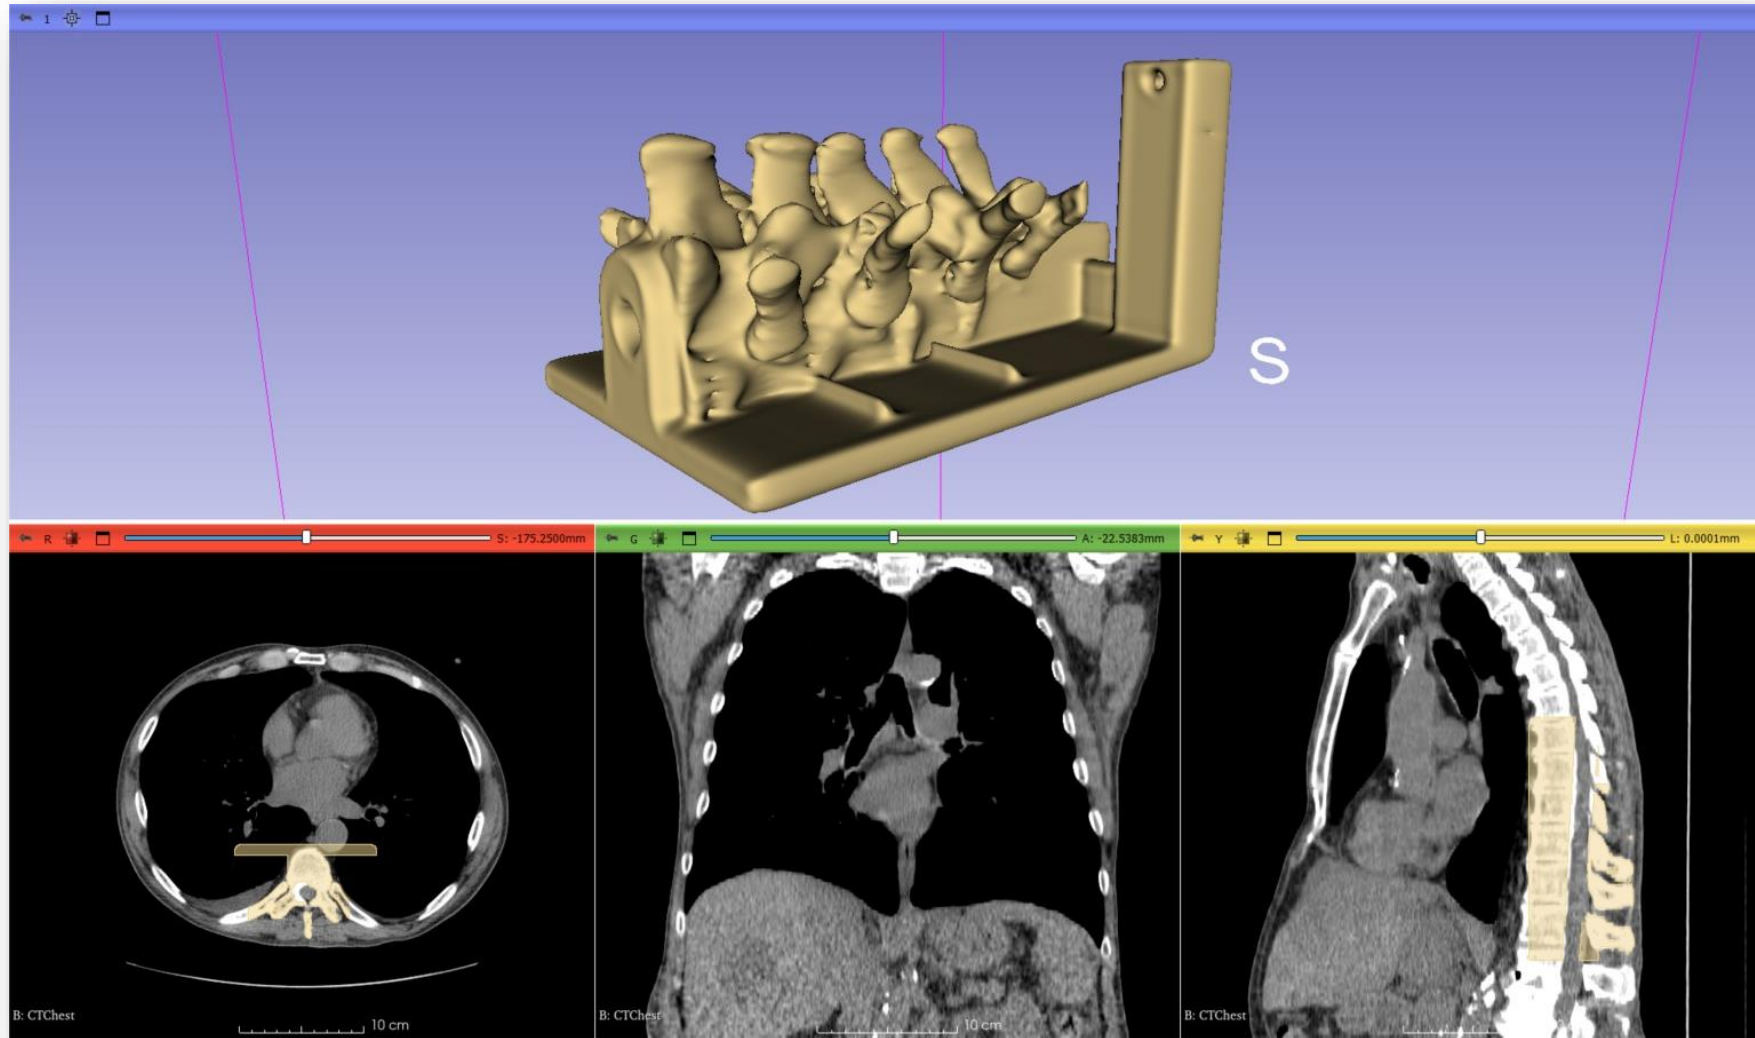 1
S
R
S: -175.2500mm
G
A: -22.5383mm
Y
L: 0.0001mm
B: CTChest
10 cm
B: CTChest
10 cm
B: CTChest